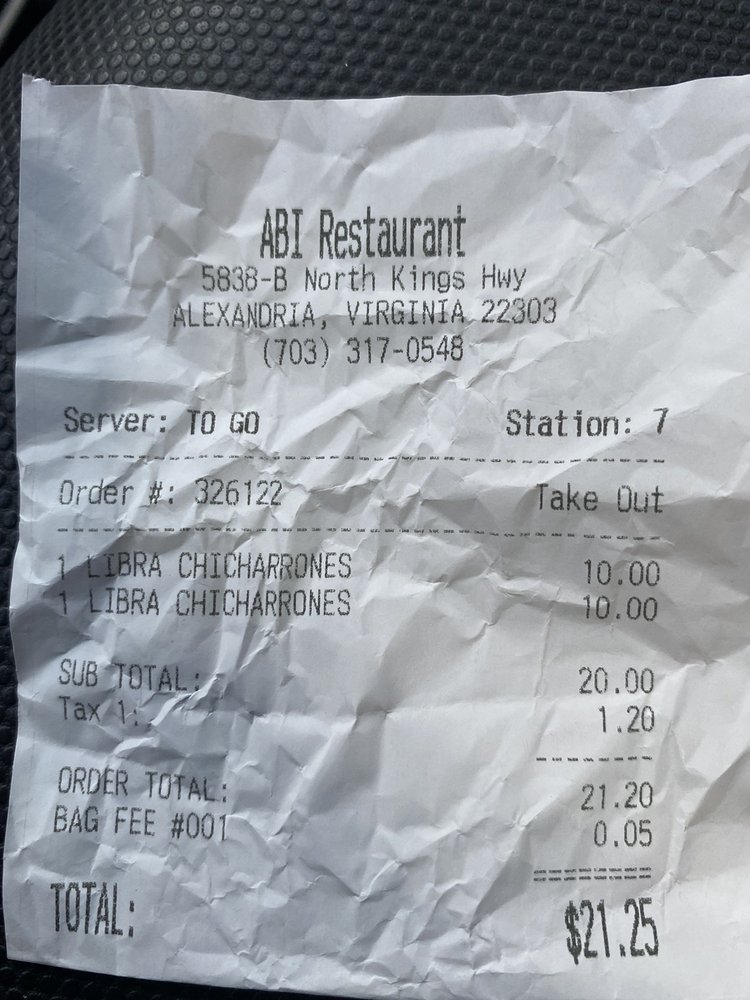 ABI Restaurant
5838-B North Kings Hwy
ALEXANDRIA, VIRGINIA 22303
(703) 317-0548
Server: TO GO Station: 7
Order #: 326122 Take Out
1 LIBRA CHICHARRONES 10.00
1 LIBRA CHICHARRONES 10.00
SUB TOTAL: 20.00
Tax 1: 1.20
ORDER TOTAL: 21.20
BAG FEE #001 0.05
TOTAL: $21.25